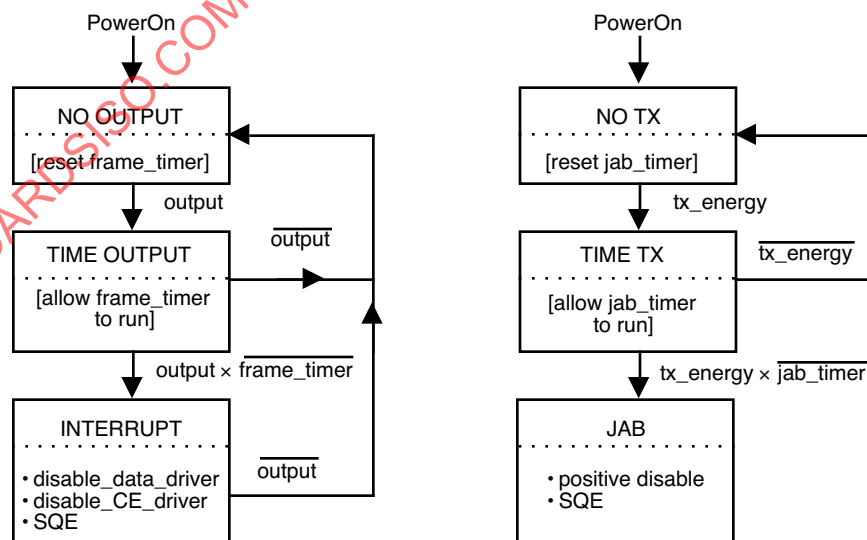 PowerOn
NO OUTPUT
[reset frame_timer]
output
TIME OUTPUT
[allow frame_timer
to run]
output
output × frame_timer
INTERRUPT
• disable_data_driver
• disable_CE_driver
• SQE
output
PowerOn
NO TX
[reset jab_timer]
tx_energy
TIME TX
[allow jab_timer
to run]
tx_energy
tx_energy × jab_timer
JAB
• positive disable
• SQE
ARDSISO.COM